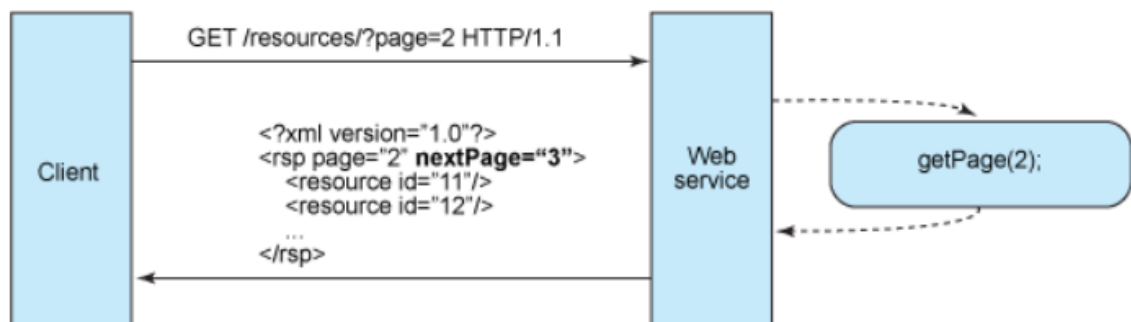 GET /resources/?page=2 HTTP/1.1
<?xml version="1.0"?>
<rsp page="2" nextPage="3">
<resource id="11"/>
<resource id="12"/>
...
</rsp>
Client
Web
service
getPage(2);